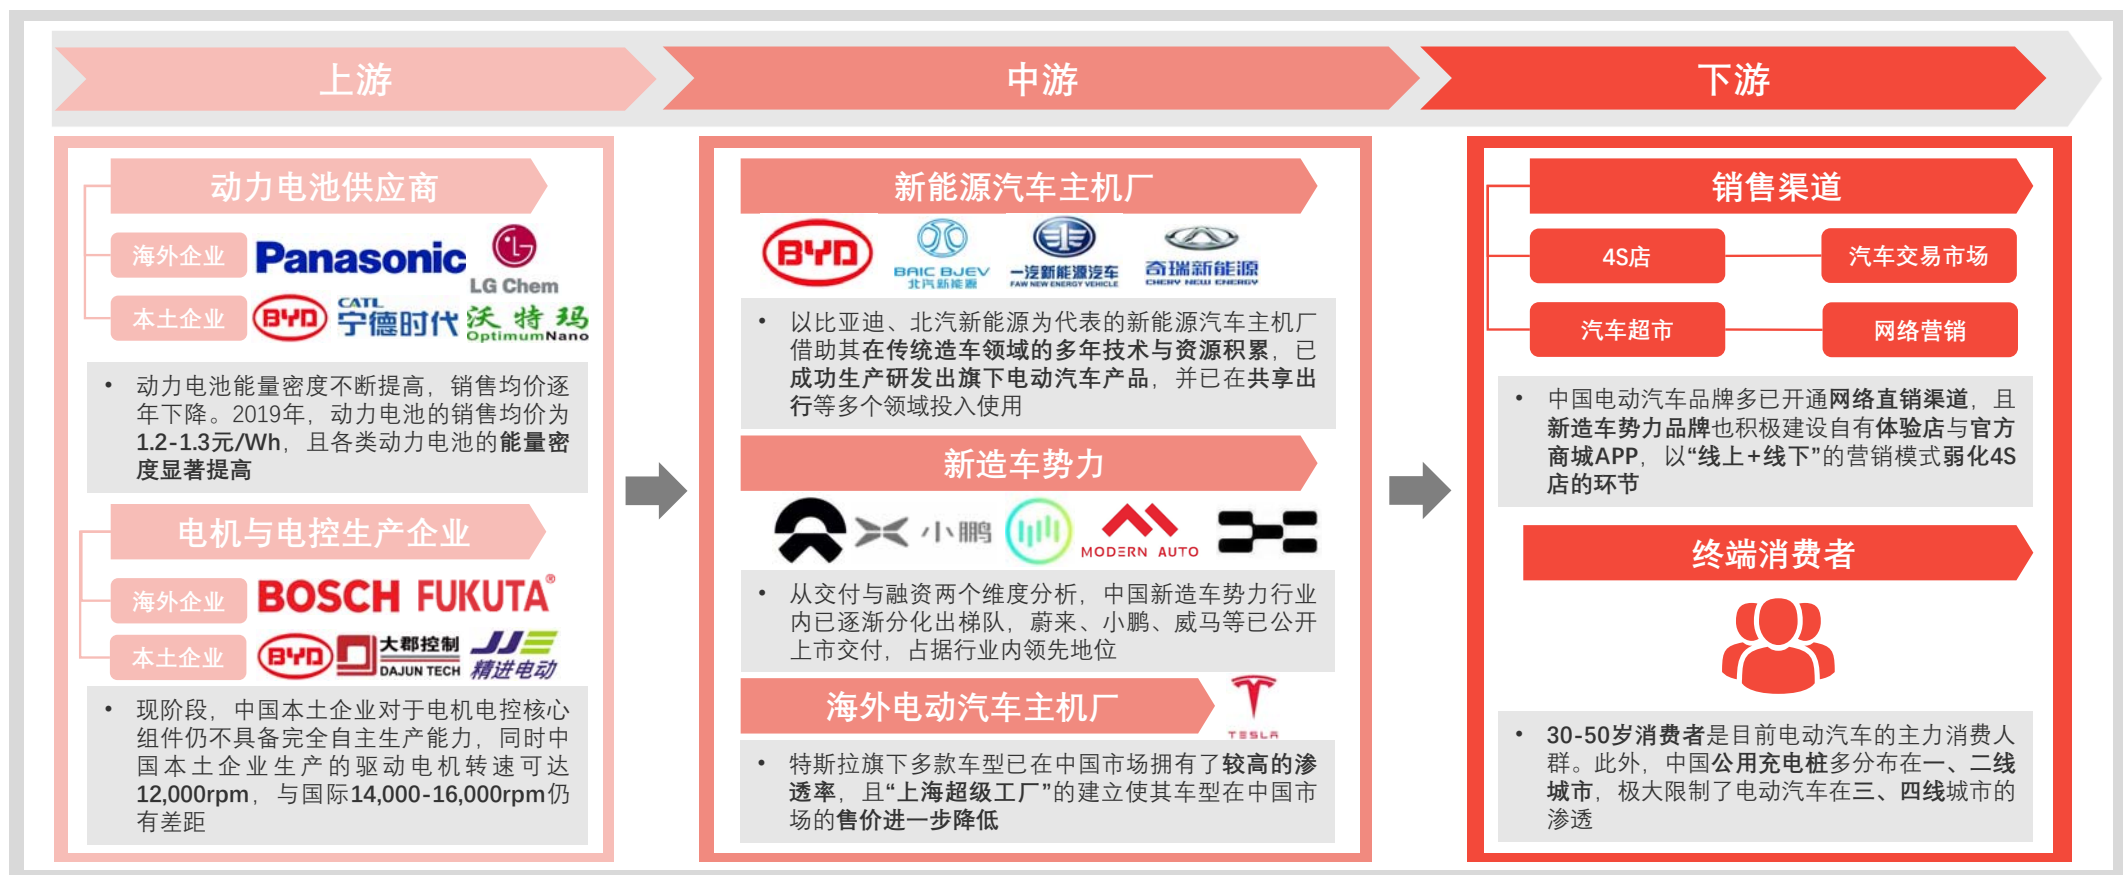 上游
中游
下游
动力电池供应商
海外企业
Panasonic
LG
LG Chem
本土企业
BYD
CATL
宁德时代
沃特玛
OptimumNano
• 动力电池能量密度不断提高，销售均价逐
年下降。2019年，动力电池的销售均价为
1.2-1.3元/Wh，且各类动力电池的能量密
度显著提高
电机与电控生产企业
海外企业
BOSCH
FUKUTA®
本土企业
BYD
大郡控制
DAJUN TECH
JJE
精进电动
• 现阶段，中国本土企业对于电机电控核心
组件仍不具备完全自主生产能力，同时中
国本土企业生产的驱动电机转速可达
12,000rpm，与国际14,000-16,000rpm仍
有差距
新能源汽车主机厂
BYD
BAIC BJEV
北汽新能源
一汽新能源汽车
FAW NEW ENERGY VEHICLE
奇瑞新能源
CHERY NEW ENERGY
• 以比亚迪、北汽新能源为代表的新能源汽车主机厂
借助其在传统造车领域的多年技术与资源积累，已
成功生产研发出旗下电动汽车产品，并已在共享出
行等多个领域投入使用
新造车势力
小鹏
MODERN AUTO
• 从交付与融资两个维度分析，中国新造车势力行业
内已逐渐分化出梯队，蔚来、小鹏、威马等已公开
上市交付，占据行业内领先地位
海外电动汽车主机厂
TESLA
• 特斯拉旗下多款车型已在中国市场拥有了较高的渗
透率，且“上海超级工厂”的建立使其车型在中国市
场的售价进一步降低
销售渠道
4S店
汽车交易市场
汽车超市
网络营销
• 中国电动汽车品牌多已开通网络直销渠道，且
新造车势力品牌也积极建设自有体验店与官方
商城APP，以“线上+线下”的营销模式弱化4S
店的环节
终端消费者
• 30-50岁消费者是目前电动汽车的主力消费人
群。此外，中国公用充电桩多分布在一、二线
城市，极大限制了电动汽车在三、四线城市的
渗透